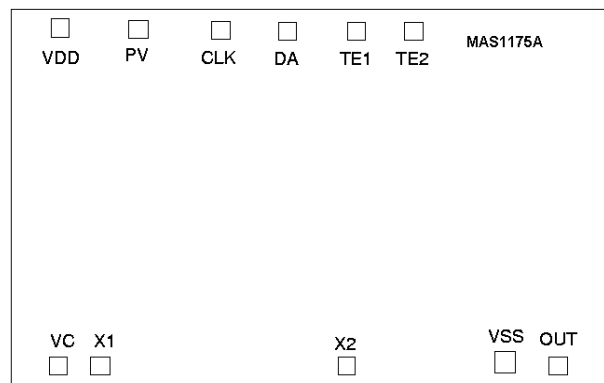 VDD PV CLK DA TE1 TE2 MAS1175A
VC X1 X2 VSS OUT